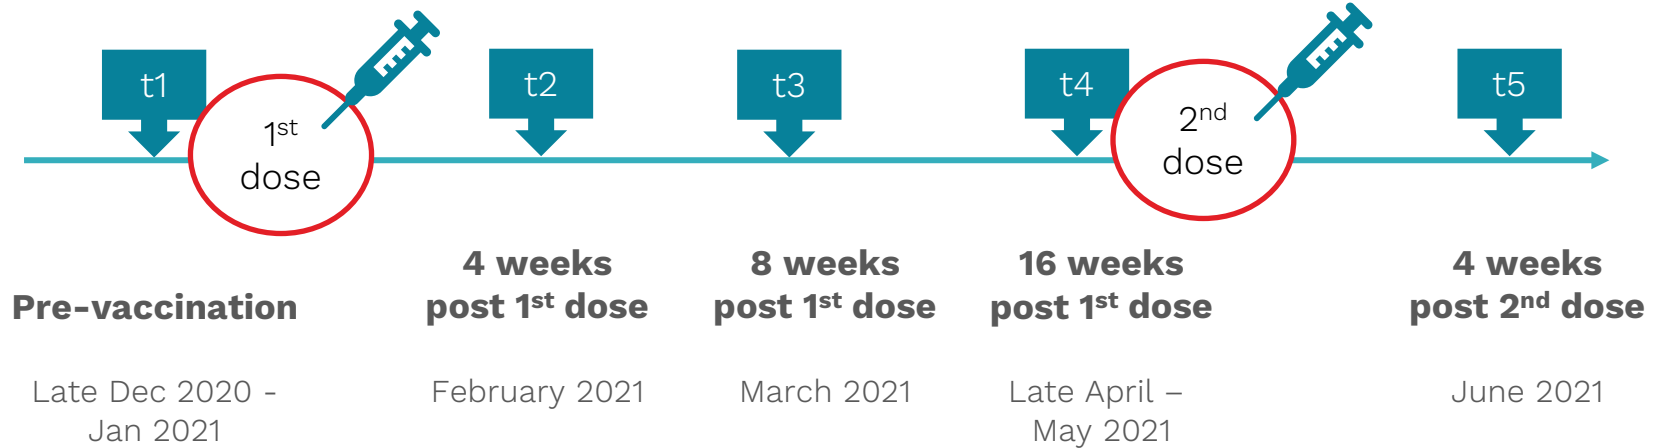 t1
1st
dose
t2
t3
t4
2nd
dose
t5
Pre-vaccination
Late Dec 2020 -
Jan 2021
4 weeks
post 1st dose
February 2021
8 weeks
post 1st dose
March 2021
16 weeks
post 1st dose
Late April –
May 2021
4 weeks
post 2nd dose
June 2021